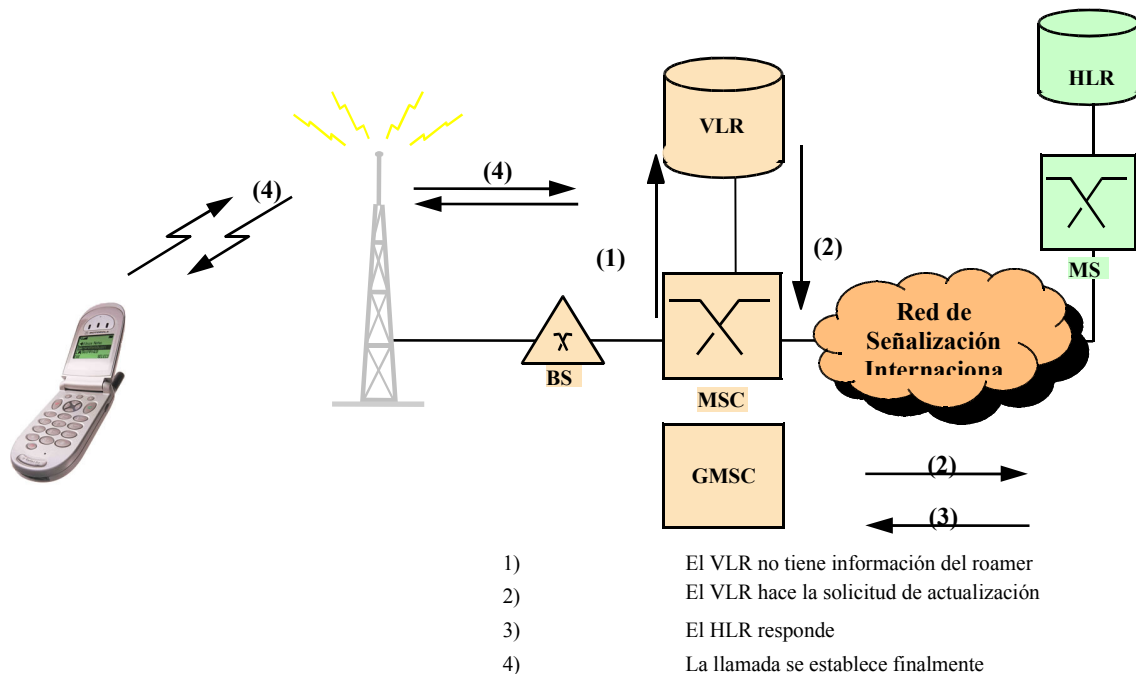 HLR
VLR
(4)
(4)
(1)
(2)
MS
Red de
Señalización
Internaciona
BS
MSC
GMSC
(2)
(3)
1) El VLR no tiene información del roamer
2) El VLR hace la solicitud de actualización
3) El HLR responde
4) La llamada se establece finalmente